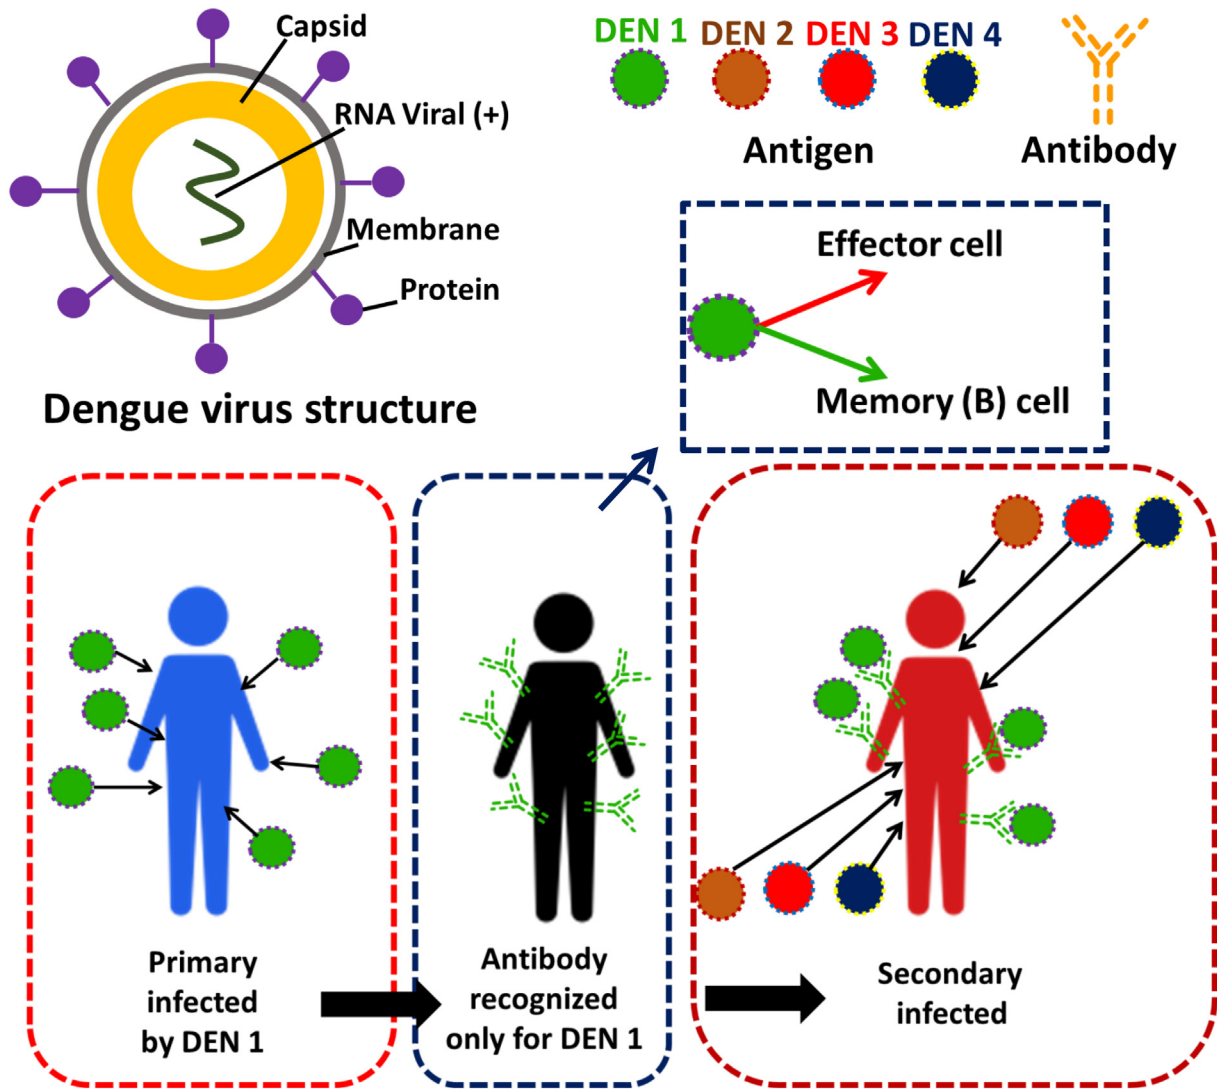 Capsid
RNA Viral (+)
Membrane
Protein
Dengue virus structure
DEN 1 DEN 2 DEN 3 DEN 4
Antigen
Antibody
Effector cell
Memory (B) cell
Primary
infected
by DEN 1
Antibody
recognized
only for DEN 1
Secondary
infected